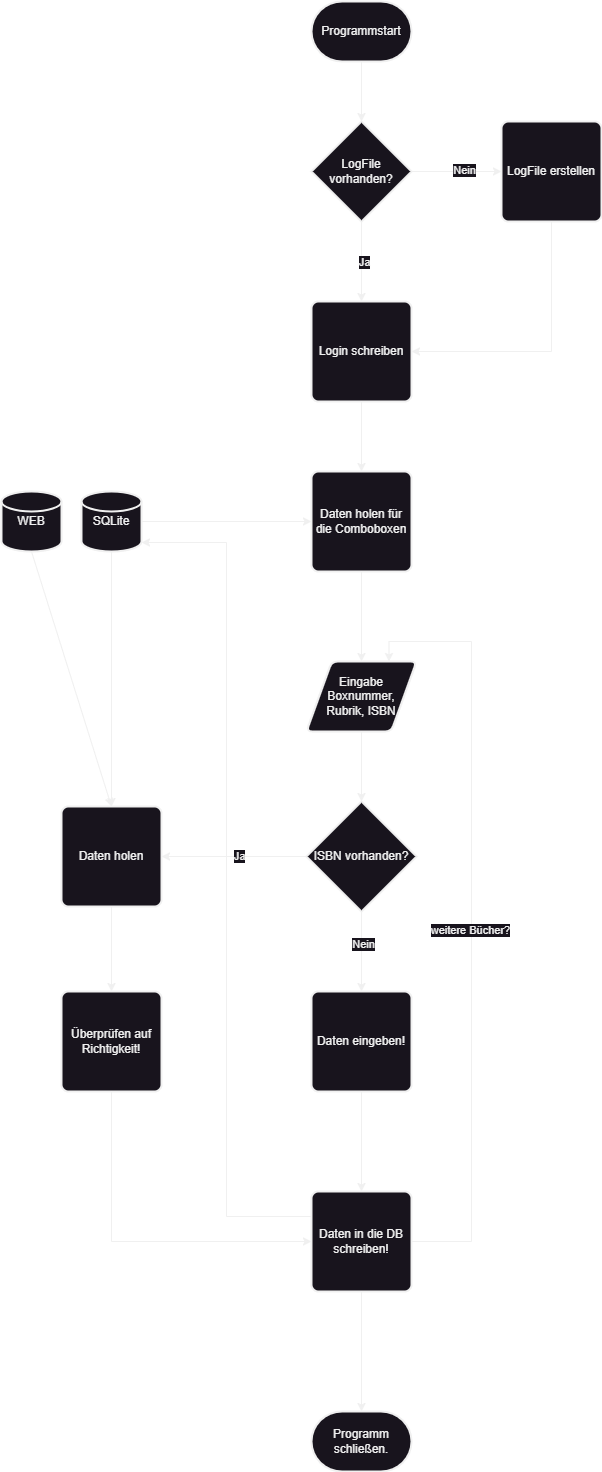 Programmstart
LogFile
vorhanden?
Nein
LogFile erstellen
Ja
Login schreiben
WEB
SQLite
Daten holen für
die Comboboxen
Eingabe
Boxnummer,
Rubrik, ISBN
Daten holen
Ja
ISBN vorhanden?
weitere Bücher?
Nein
Überprüfen auf
Richtigkeit!
Daten eingeben!
Daten in die DB
schreiben!
Programm
schließen.